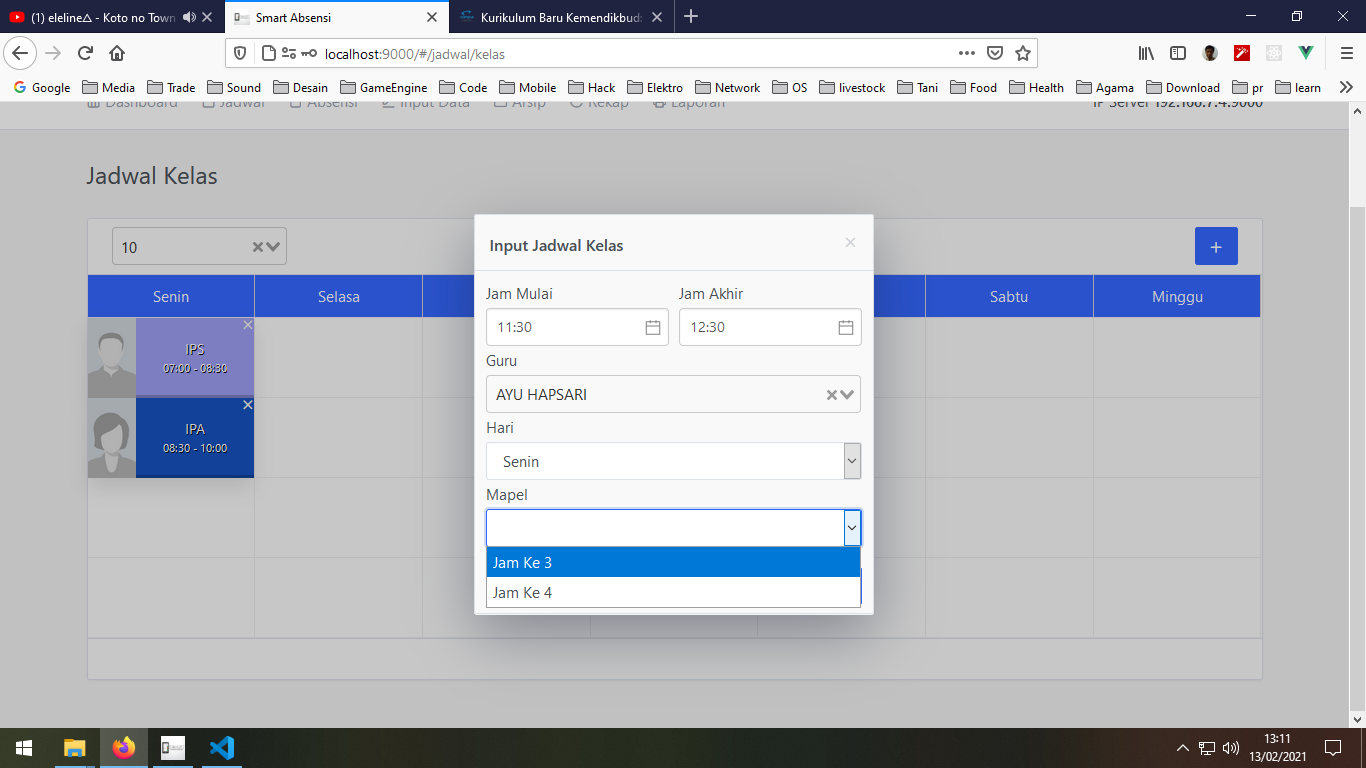 (1) eleline△ - Koto no Town
Smart Absensi
Kurikulum Baru Kemendikbud:
localhost:9000/#/jadwal/kelas
Google Media Trade Sound Desain GameEngine Code Mobile Hack Elektro Network OS livestock Tani Food Health Agama Download pr learn
Dashboard Jadwal Absensi Input Data Arsip Rekap Laporan IP Server 192.168.7.4:9000
Jadwal Kelas
10
+
Senin Selasa Sabtu Minggu
IPS
07:00 - 08:30
IPA
08:30 - 10:00
Input Jadwal Kelas
Jam Mulai Jam Akhir
11:30 12:30
Guru
AYU HAPSARI
Hari
Senin
Mapel
Jam Ke 3
Jam Ke 4
13:11
13/02/2021